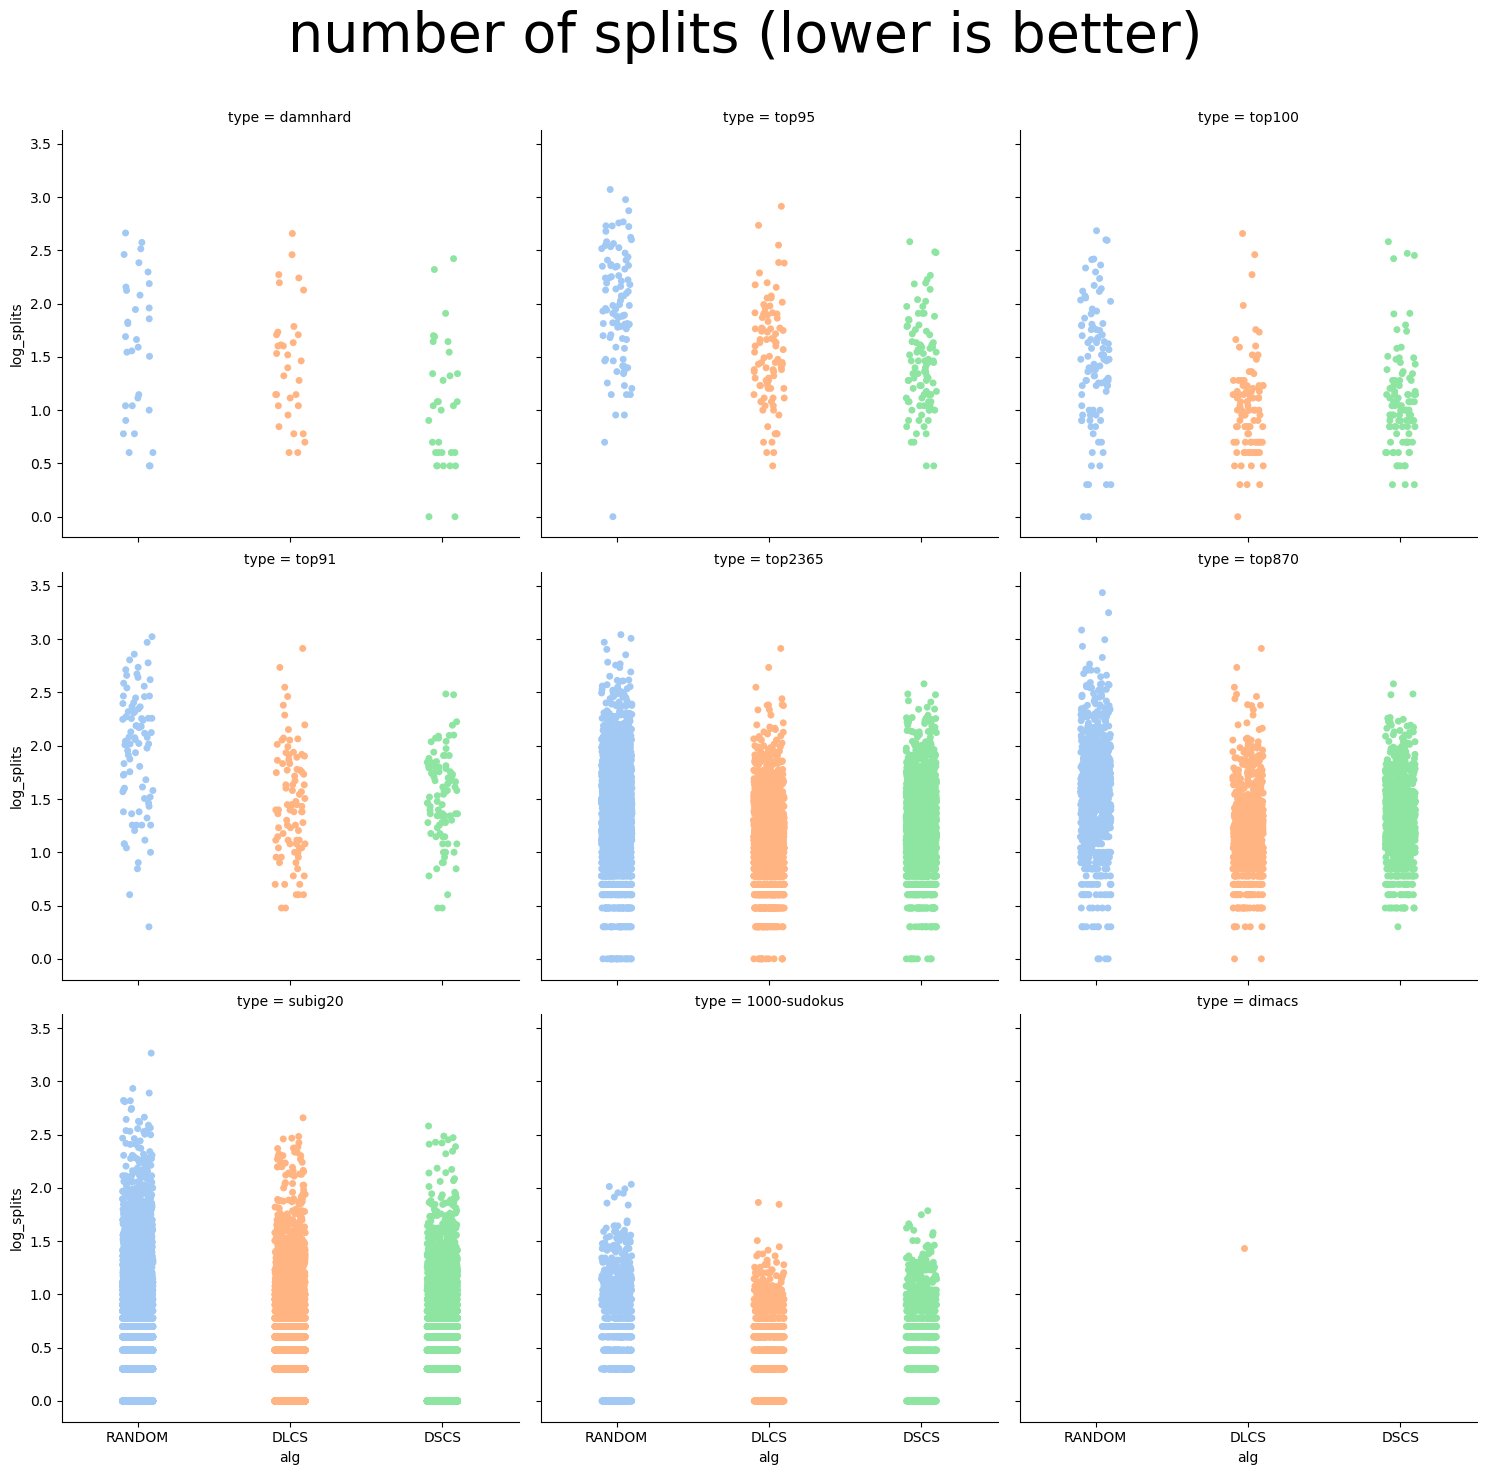 number of splits (lower is better)
type = damnhard
type = top95
type = top100
3.5
3.0
2.5
2.0
1.5
1.0
0.5
0.0
log_splits
type = top91
type = top2365
type = top870
3.5
3.0
2.5
2.0
1.5
1.0
0.5
0.0
log_splits
type = subig20
type = 1000-sudokus
type = dimacs
3.5
3.0
2.5
2.0
1.5
1.0
0.5
0.0
log_splits
RANDOM DLCS DSCS
alg
RANDOM DLCS DSCS
alg
RANDOM DLCS DSCS
alg